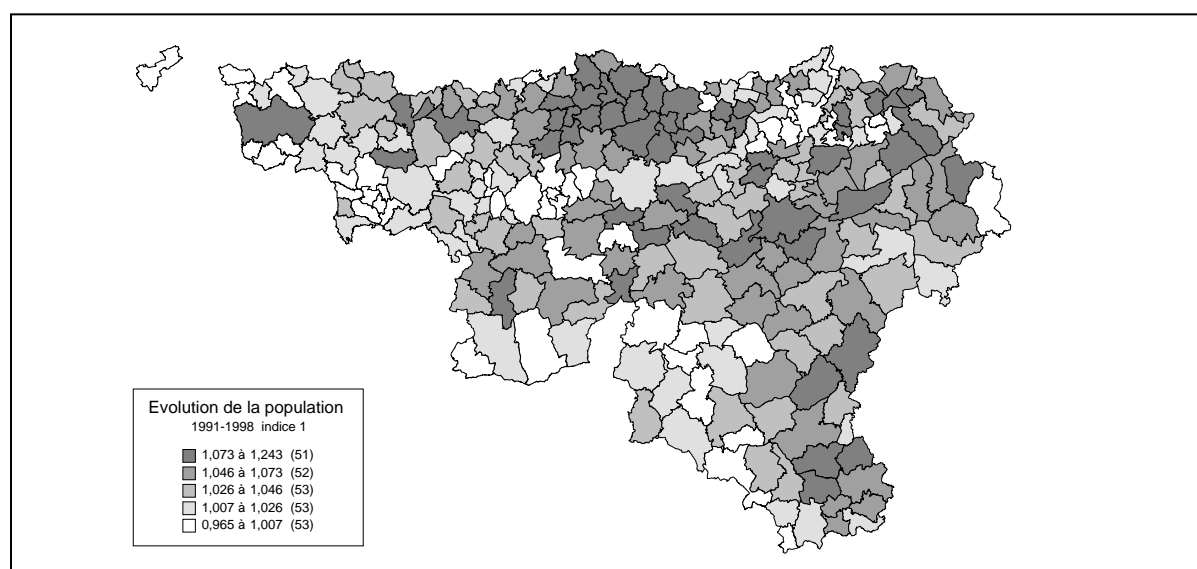 Evolution de la population
1991-1998 indice 1
1,073 à 1,243 (51)
1,046 à 1,073 (52)
1,026 à 1,046 (53)
1,007 à 1,026 (53)
0,965 à 1,007 (53)